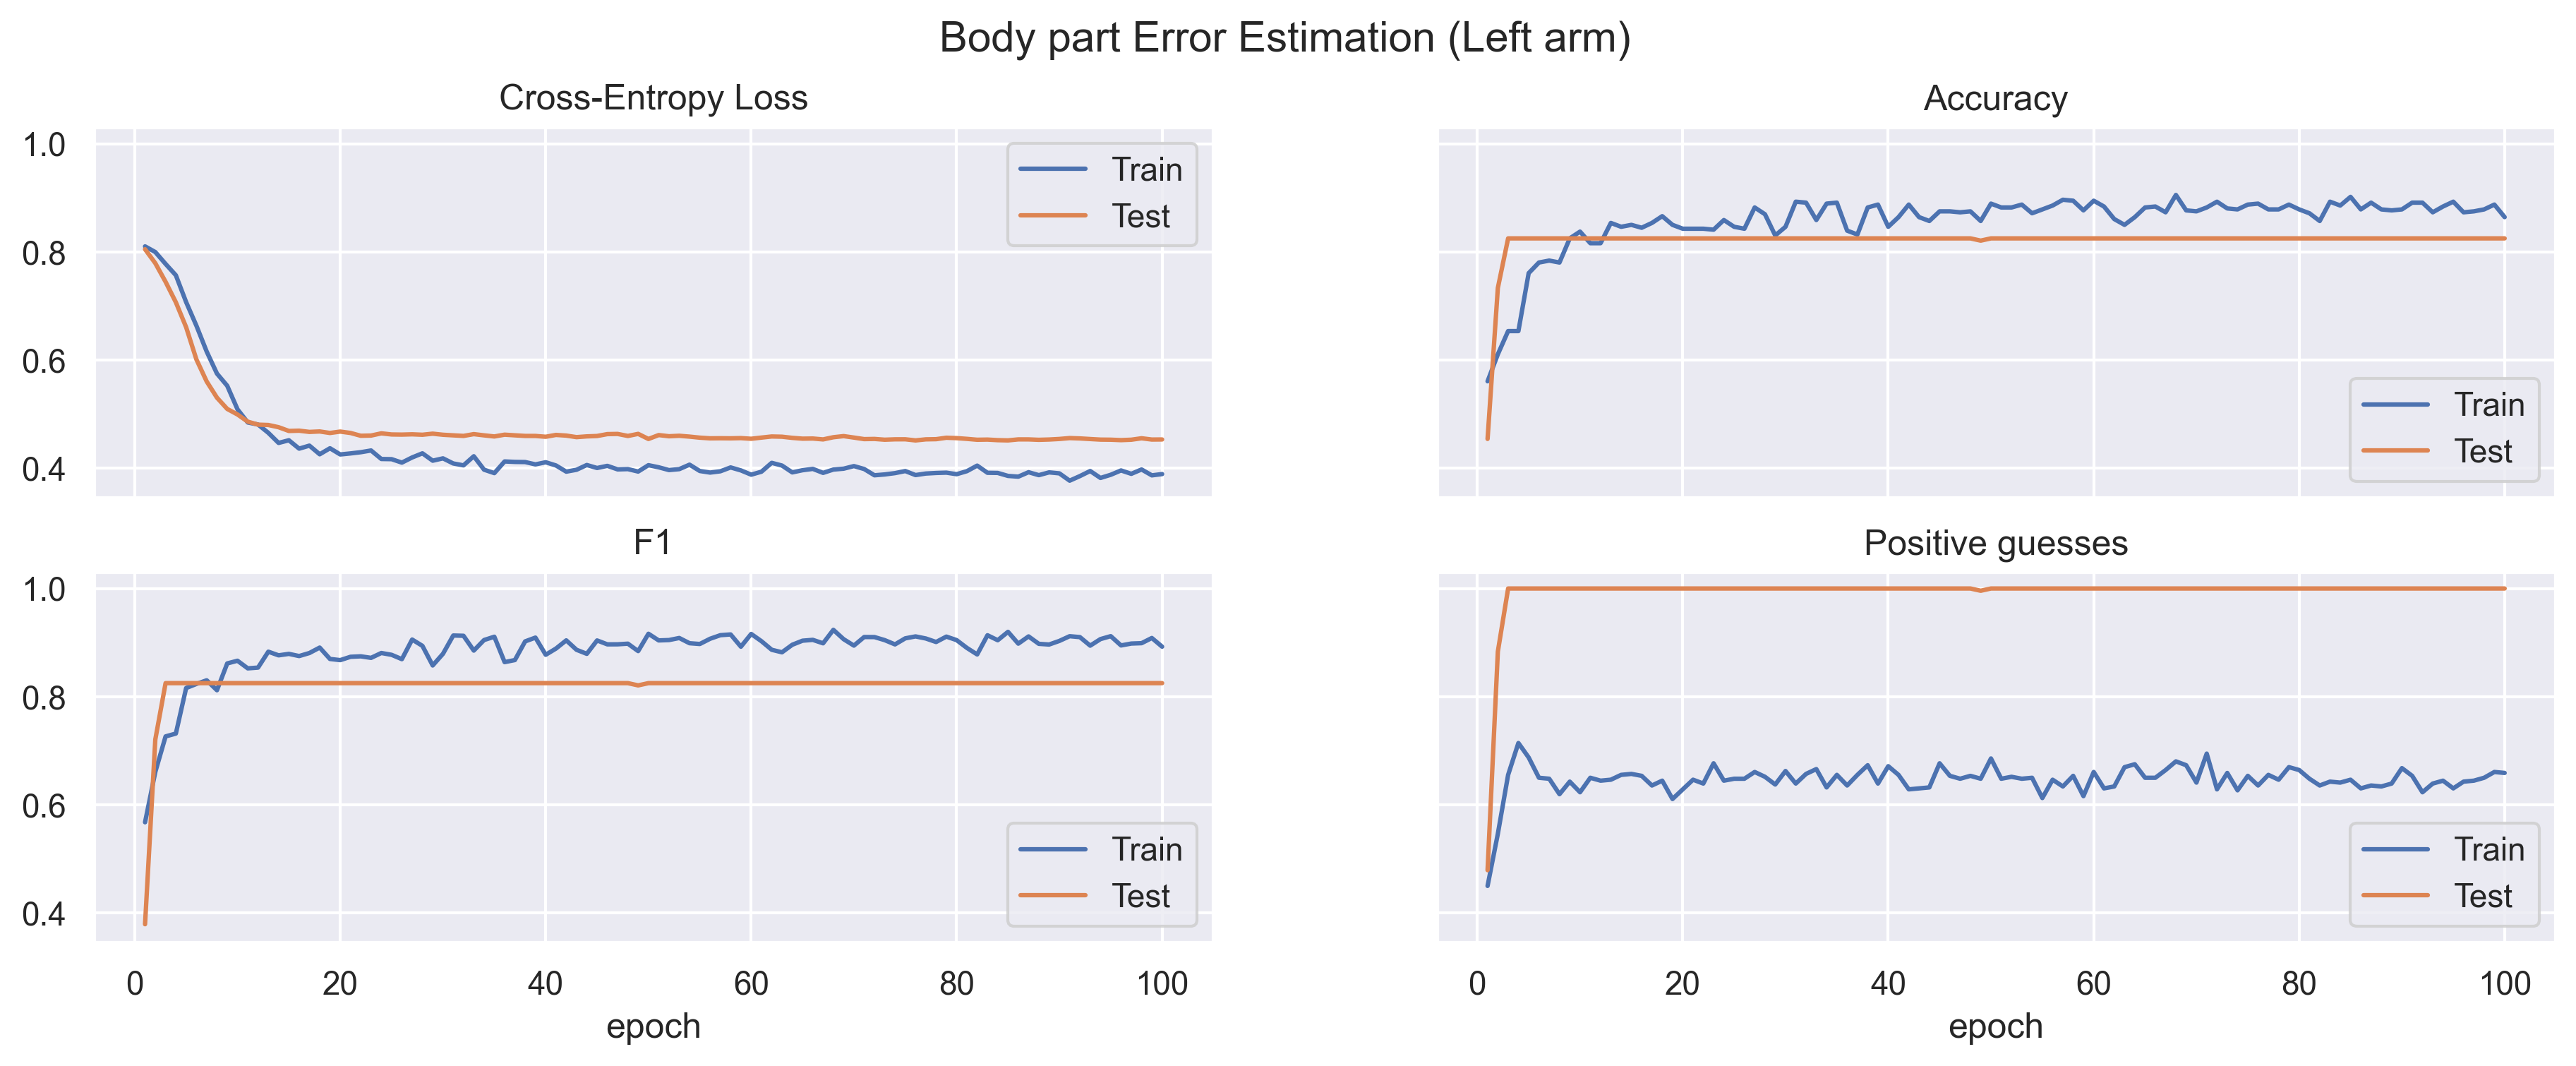 Body part Error Estimation (Left arm)
Cross-Entropy Loss
1.0
0.8
0.6
0.4
Train
Test
Accuracy
Train
Test
F1
1.0
0.8
0.6
0.4
Train
Test
0 20 40 60 80 100
epoch
Positive guesses
Train
Test
0 20 40 60 80 100
epoch